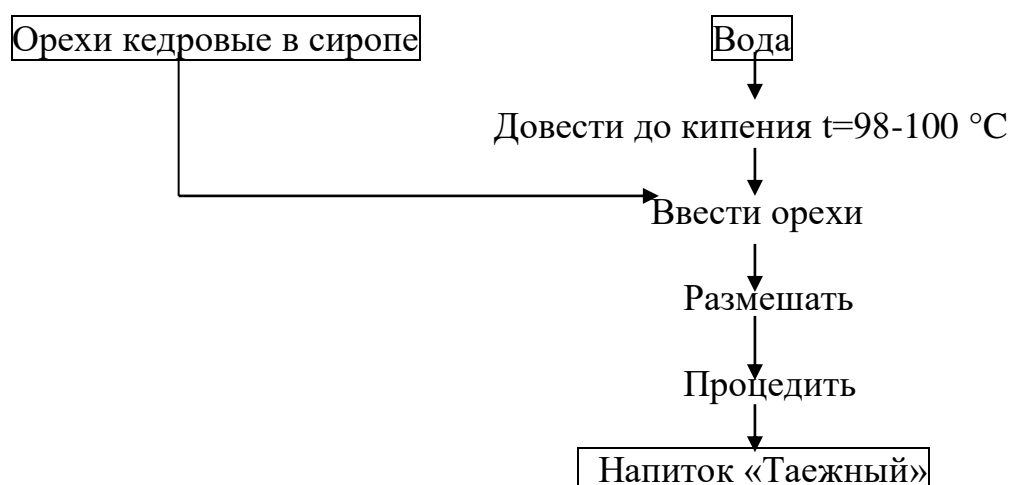 Орехи кедровые в сиропе
Вода
Довести до кипения t=98-100 °С
Ввести орехи
Размешать
Процедить
Напиток «Таежный»